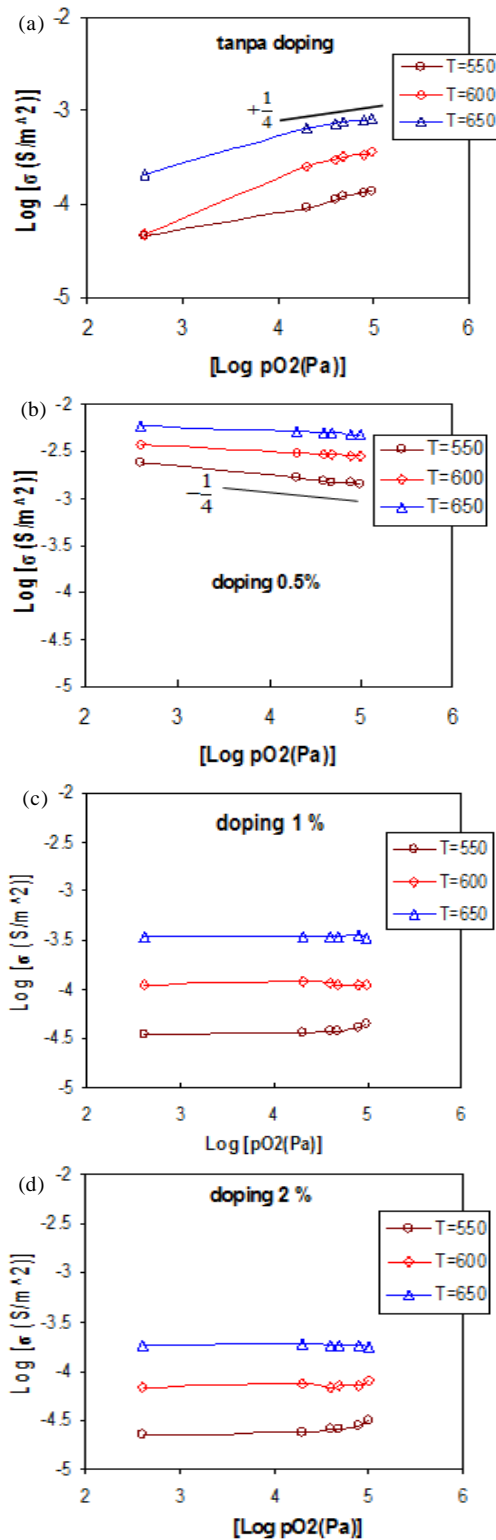 (a)
tanpa doping
T=550
T=600
T=650
+1/4
Log [σ (S/m^2)]
-2
-3
-4
-5
2
3
4
5
6
[Log pO2(Pa)]
(b)
-2
-2.5
-3
-3.5
-4
-4.5
-5
Log [σ (S/m^2)]
T=550
T=600
T=650
−1/4
doping 0.5%
2
3
4
5
6
[Log pO2(Pa)]
(c)
doping 1 %
-2
-2.5
-3
-3.5
-4
-4.5
-5
Log [σ (S/m^2)]
T=550
T=600
T=650
2
3
4
5
6
Log [pO2(Pa)]
(d)
doping 2 %
-2
-2.5
-3
-3.5
-4
-4.5
-5
Log [σ (S/m^2)]
T=550
T=600
T=650
2
3
4
5
6
[Log pO2(Pa)]